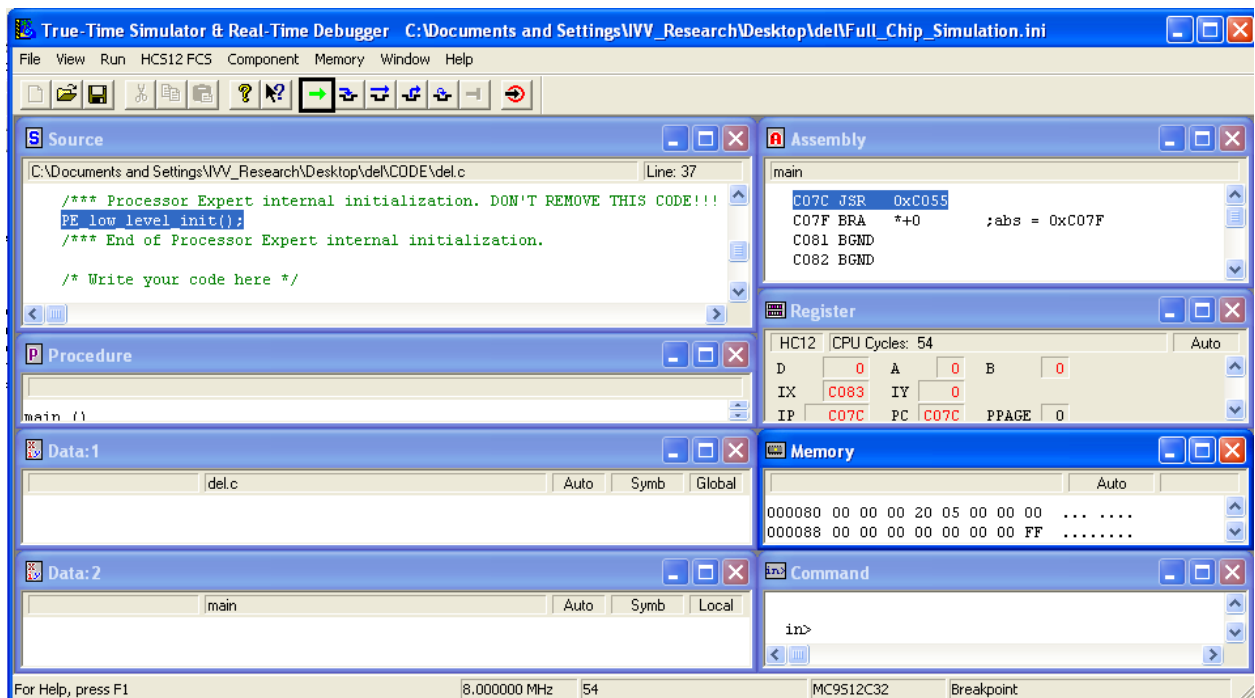 True-Time Simulator & Real-Time Debugger C:\Documents and Settings\IVV_Research\Desktop\del\Full_Chip_Simulation.ini
File View Run HCS12 FCS Component Memory Window Help
Source
C:\Documents and Settings\IVV_Research\Desktop\del\CODE\del.c Line: 37
/*** Processor Expert internal initialization. DON'T REMOVE THIS CODE!!!
PE_low_level_init();
/*** End of Processor Expert internal initialization.
/* Write your code here */
Procedure
main ()
Data:1
del.c Auto Symb Global
Data:2
main Auto Symb Local
Assembly
main
C07C JSR 0xC055
C07F BRA *+0 ;abs = 0xC07F
C081 BGND
C082 BGND
Register
HC12 CPU Cycles: 54 Auto
D 0 A 0 B 0
IX C083 IY 0
IP C07C PC C07C PPAGE 0
Memory
Auto
000080 00 00 00 20 05 00 00 00 ... ....
000088 00 00 00 00 00 00 00 FF ........
Command
in>
For Help, press F1 8.000000 MHz 54 MC9S12C32 Breakpoint